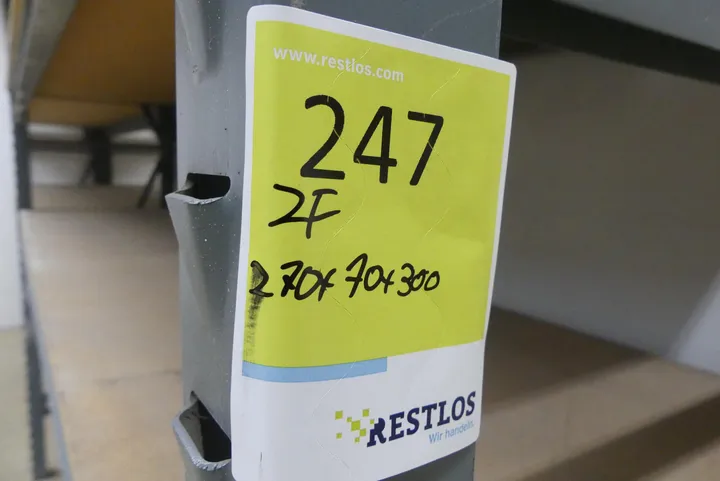 www.restlos.com
247
2F
270x70x300
RESTLOS
Wir handeln.